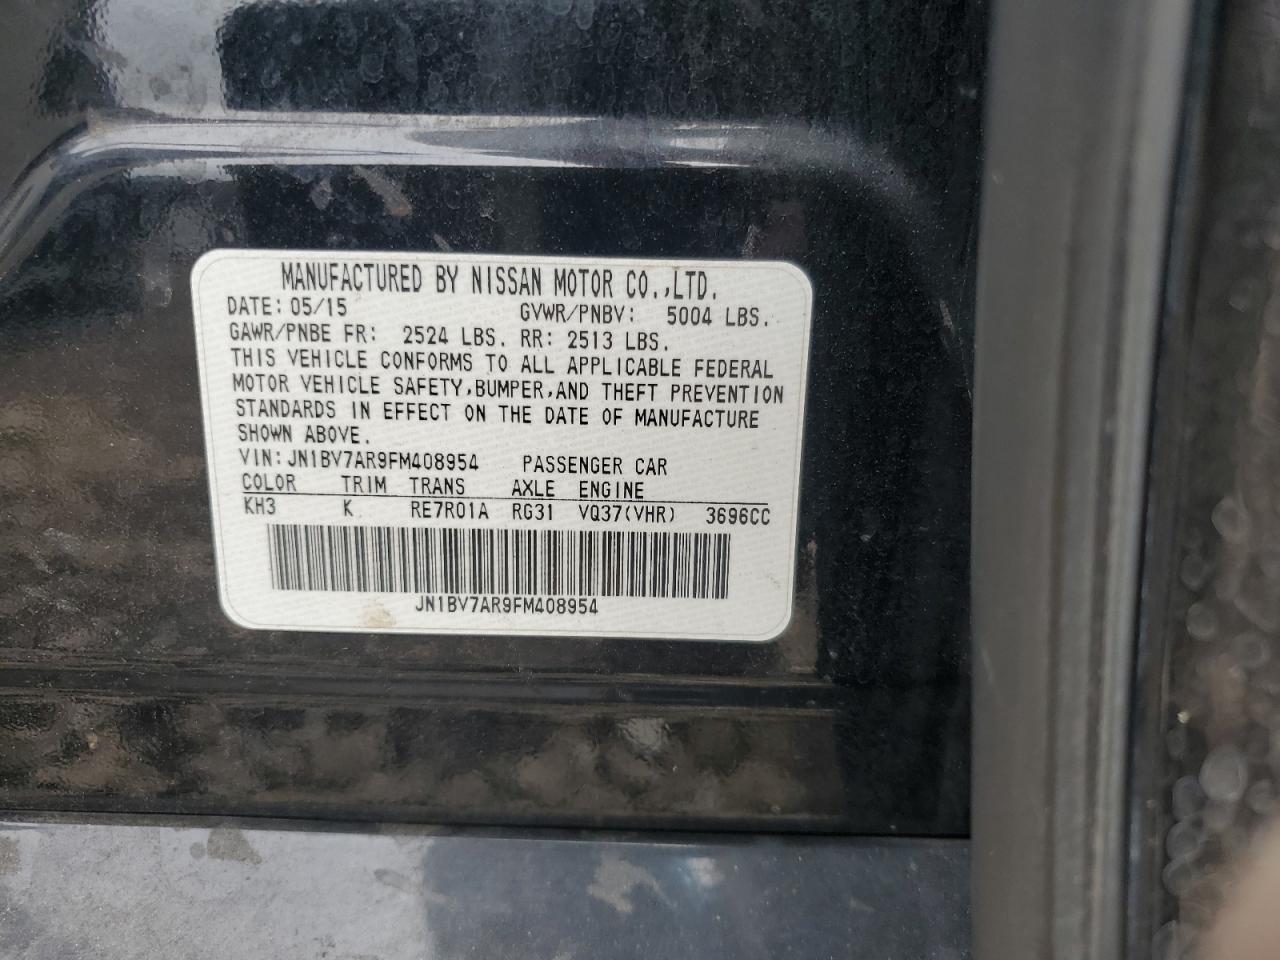 MANUFACTURED BY NISSAN MOTOR CO.,LTD.
DATE: 05/15 GVWR/PNBV: 5004 LBS.
GAWR/PNBE FR: 2524 LBS. RR: 2513 LBS.
THIS VEHICLE CONFORMS TO ALL APPLICABLE FEDERAL
MOTOR VEHICLE SAFETY,BUMPER,AND THEFT PREVENTION
STANDARDS IN EFFECT ON THE DATE OF MANUFACTURE
SHOWN ABOVE.
VIN: JN1BV7AR9FM408954 PASSENGER CAR
COLOR TRIM TRANS AXLE ENGINE
KH3 K RE7R01A RG31 VQ37(VHR) 3696CC
JN1BV7AR9FM408954